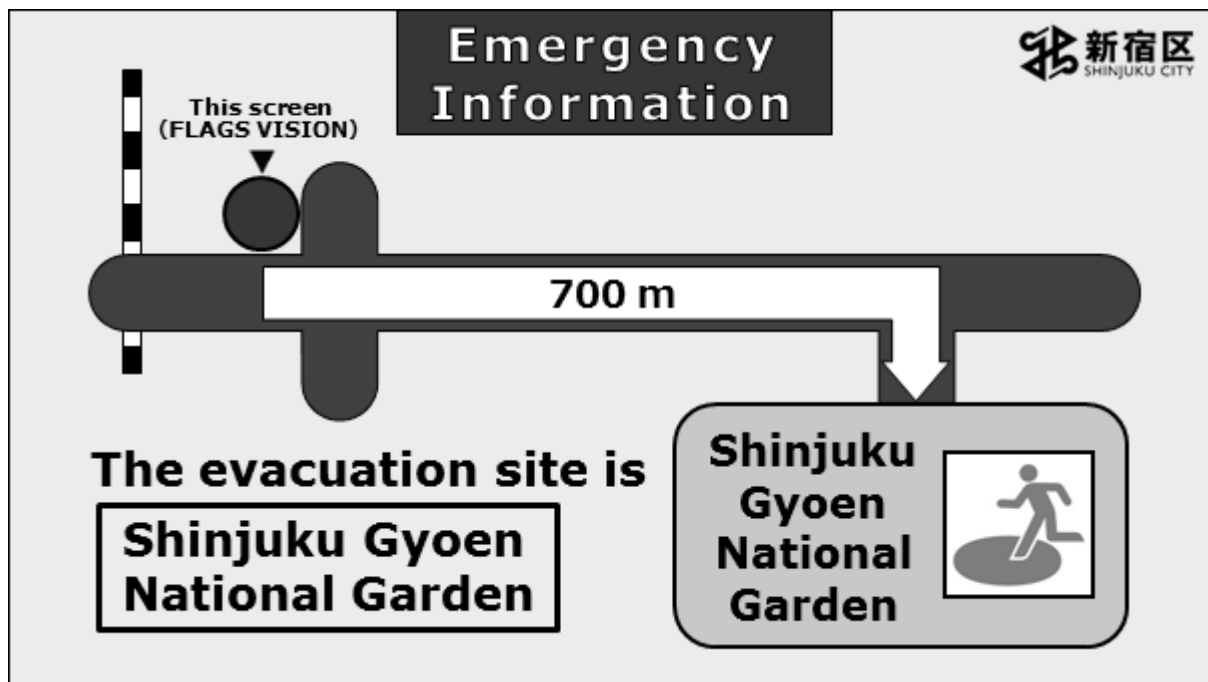 Emergency
Information
新宿区
SHINJUKU CITY
This screen
(FLAGS VISION)
700 m
The evacuation site is
Shinjuku Gyoen
National Garden
Shinjuku
Gyoen
National
Garden